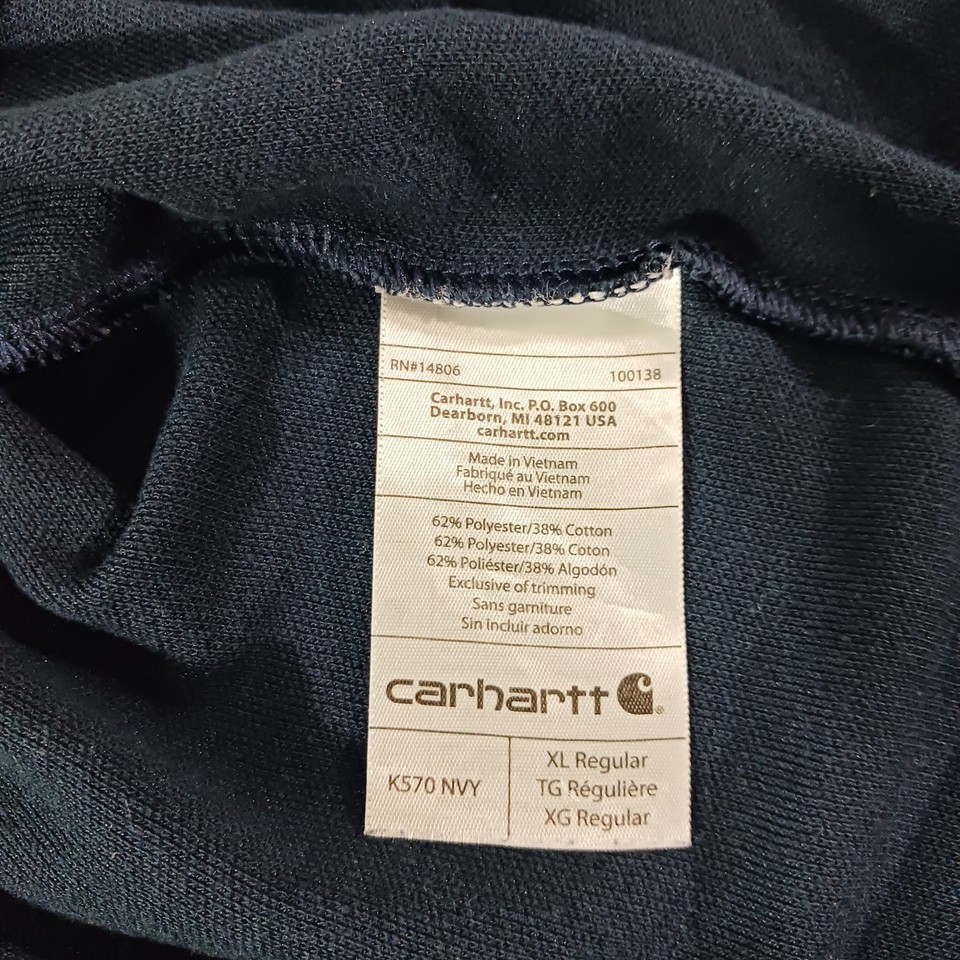 RN#14806 100138
Carhartt, Inc. P.O. Box 600
Dearborn, MI 48121 USA
carhartt.com
Made in Vietnam
Fabriqué au Vietnam
Hecho en Vietnam
62% Polyester/38% Cotton
62% Polyester/38% Coton
62% Poliéster/38% Algodón
Exclusive of trimming
Sans garniture
Sin incluir adorno
carhartt ®
K570 NVY
XL Regular
TG Régulière
XG Regular